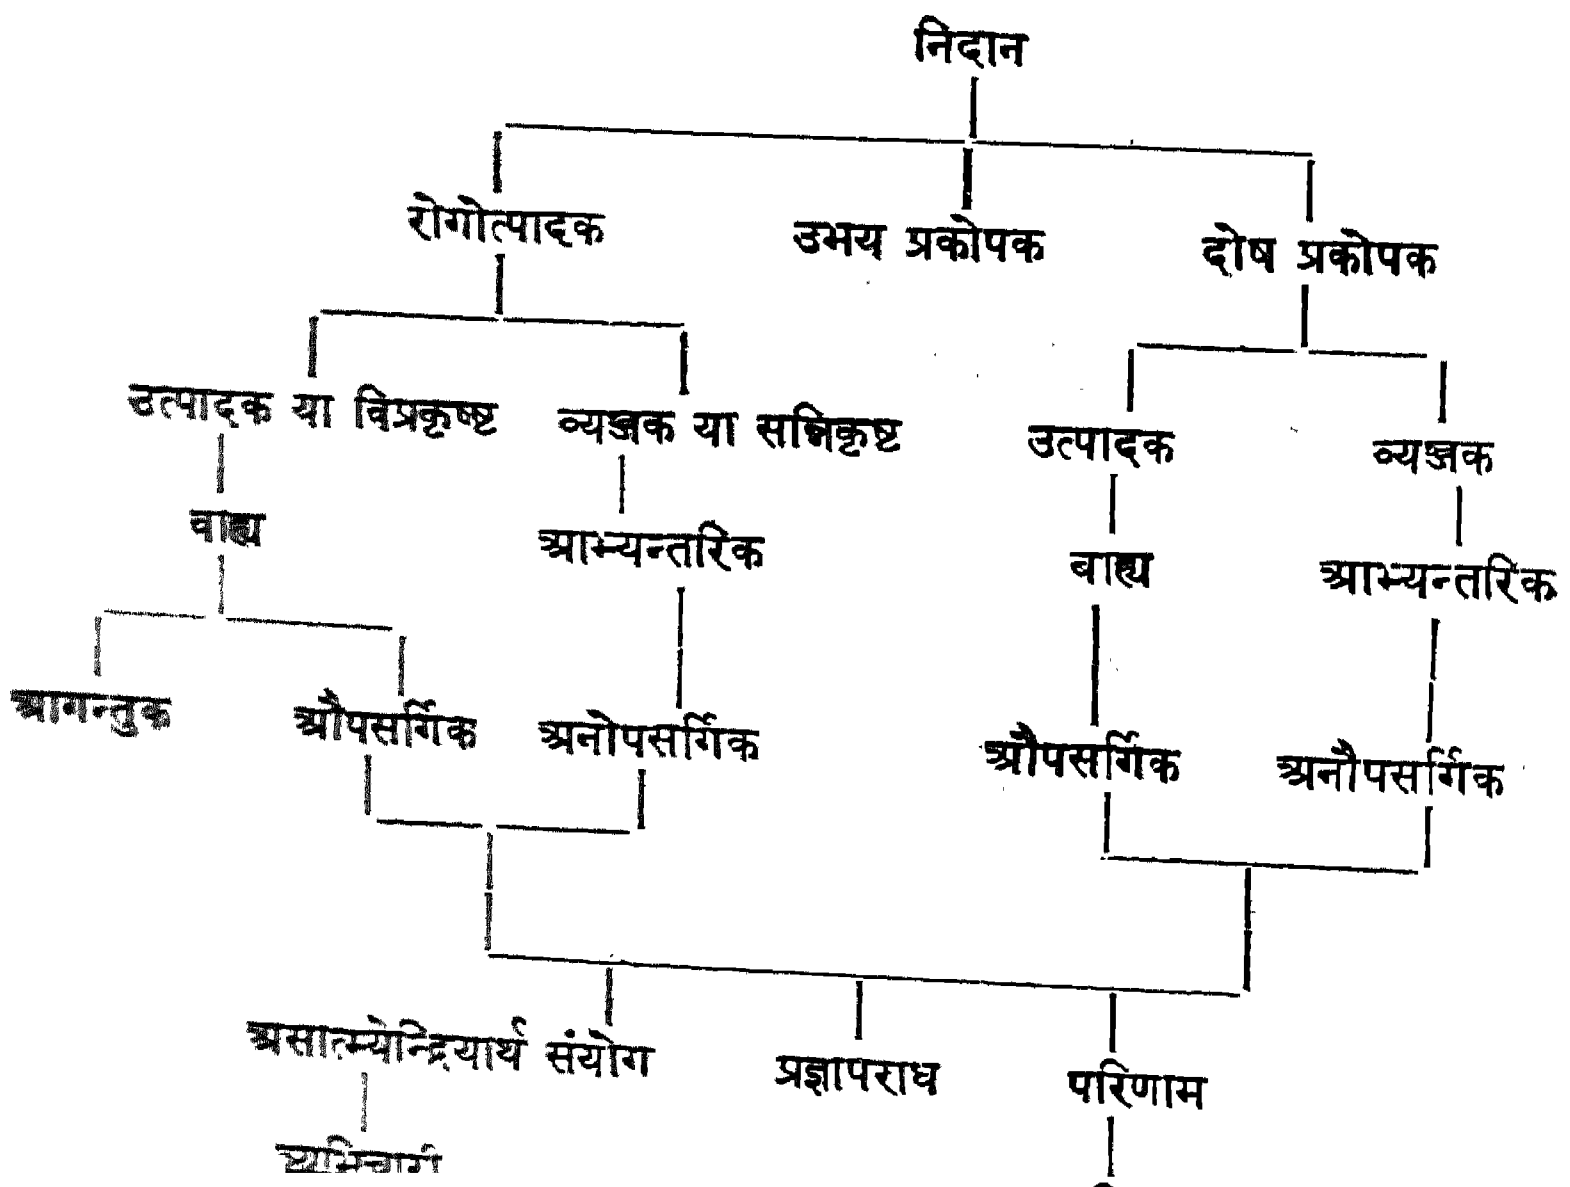 निदान
रोगोत्पादक उभय प्रकोपक दोष प्रकोपक
उत्पादक या विप्रकृष्ट व्यञ्जक या सन्निकृष्ट उत्पादक व्यञ्जक
वाह्य आभ्यन्तरिक बाह्य आभ्यन्तरिक
आगन्तुक औपसर्गिक अनोपसर्गिक औपसर्गिक अनौपसर्गिक
असात्म्येन्द्रियार्थ संयोग प्रज्ञापराध परिणाम